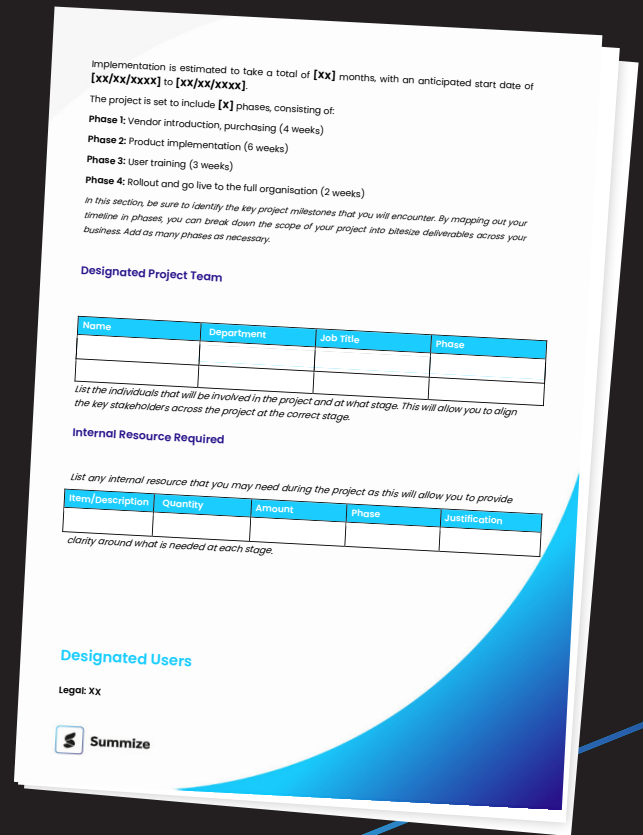 Implementation is estimated to take a total of [xx] months, with an anticipated start date of
[xx/xx/xxxx] to [xx/xx/xxxx].
The project is set to include [x] phases, consisting of:
Phase 1: Vendor introduction, purchasing (4 weeks)
Phase 2: Product implementation (6 weeks)
Phase 3: User training (3 weeks)
Phase 4: Rollout and go live to the full organisation (2 weeks)
In this section, be sure to identify the key project milestones that you will encounter. By mapping out your
timeline in phases, you can break down the scope of your project into bitesize deliverables across your
business. Add as many phases as necessary.
Designated Project Team
Name Department Job Title Phase
List the individuals that will be involved in the project and at what stage. This will allow you to align
the key stakeholders across the project at the correct stage.
Internal Resource Required
List any internal resource that you may need during the project as this will allow you to provide
Item/Description Quantity Amount Phase Justification
clarity around what is needed at each stage.
Designated Users
Legal: XX
Summize